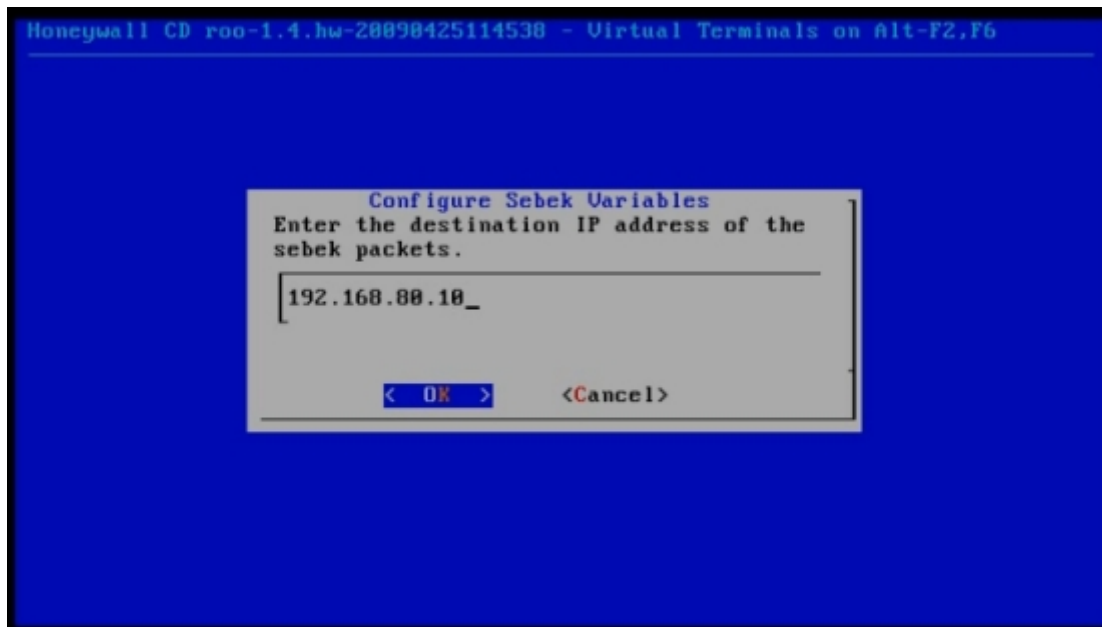 Honeywall CD roo-1.4.hw-20090425114538 - Virtual Terminals on Alt-F2,F6
Configure Sebek Variables
Enter the destination IP address of the
sebek packets.
192.168.80.10_
< OK > <Cancel>